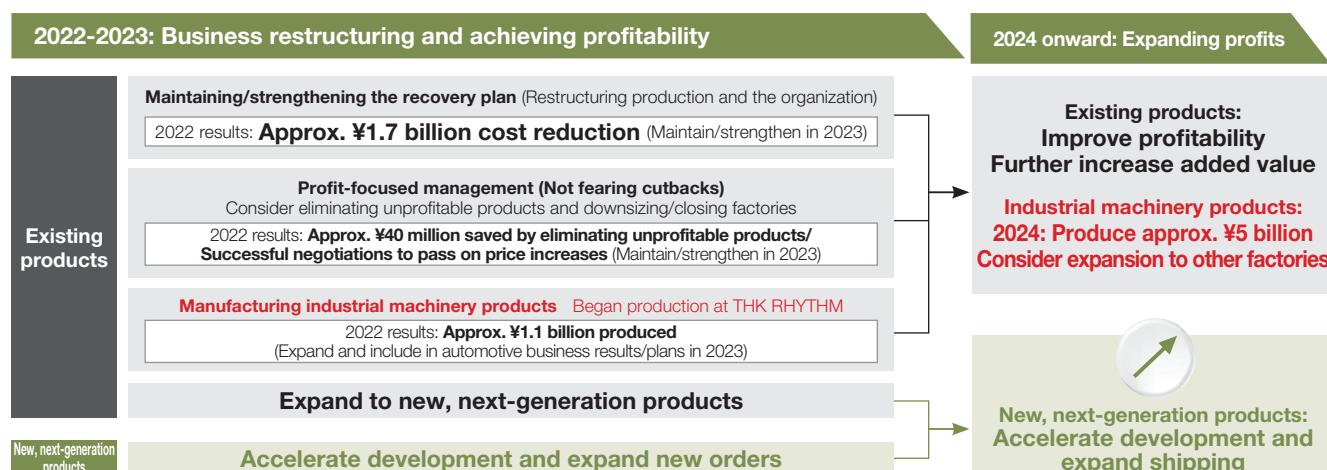 2022-2023: Business restructuring and achieving profitability
2024 onward: Expanding profits
Existing
products
Maintaining/strengthening the recovery plan (Restructuring production and the organization)
2022 results: Approx. ¥1.7 billion cost reduction (Maintain/strengthen in 2023)
Profit-focused management (Not fearing cutbacks)
Consider eliminating unprofitable products and downsizing/closing factories
2022 results: Approx. ¥40 million saved by eliminating unprofitable products/
Successful negotiations to pass on price increases (Maintain/strengthen in 2023)
Manufacturing industrial machinery products Began production at THK RHYTHM
2022 results: Approx. ¥1.1 billion produced
(Expand and include in automotive business results/plans in 2023)
Expand to new, next-generation products
Existing products:
Improve profitability
Further increase added value
Industrial machinery products:
2024: Produce approx. ¥5 billion
Consider expansion to other factories
New, next-generation
products
Accelerate development and expand new orders
New, next-generation products:
Accelerate development and
expand shipping